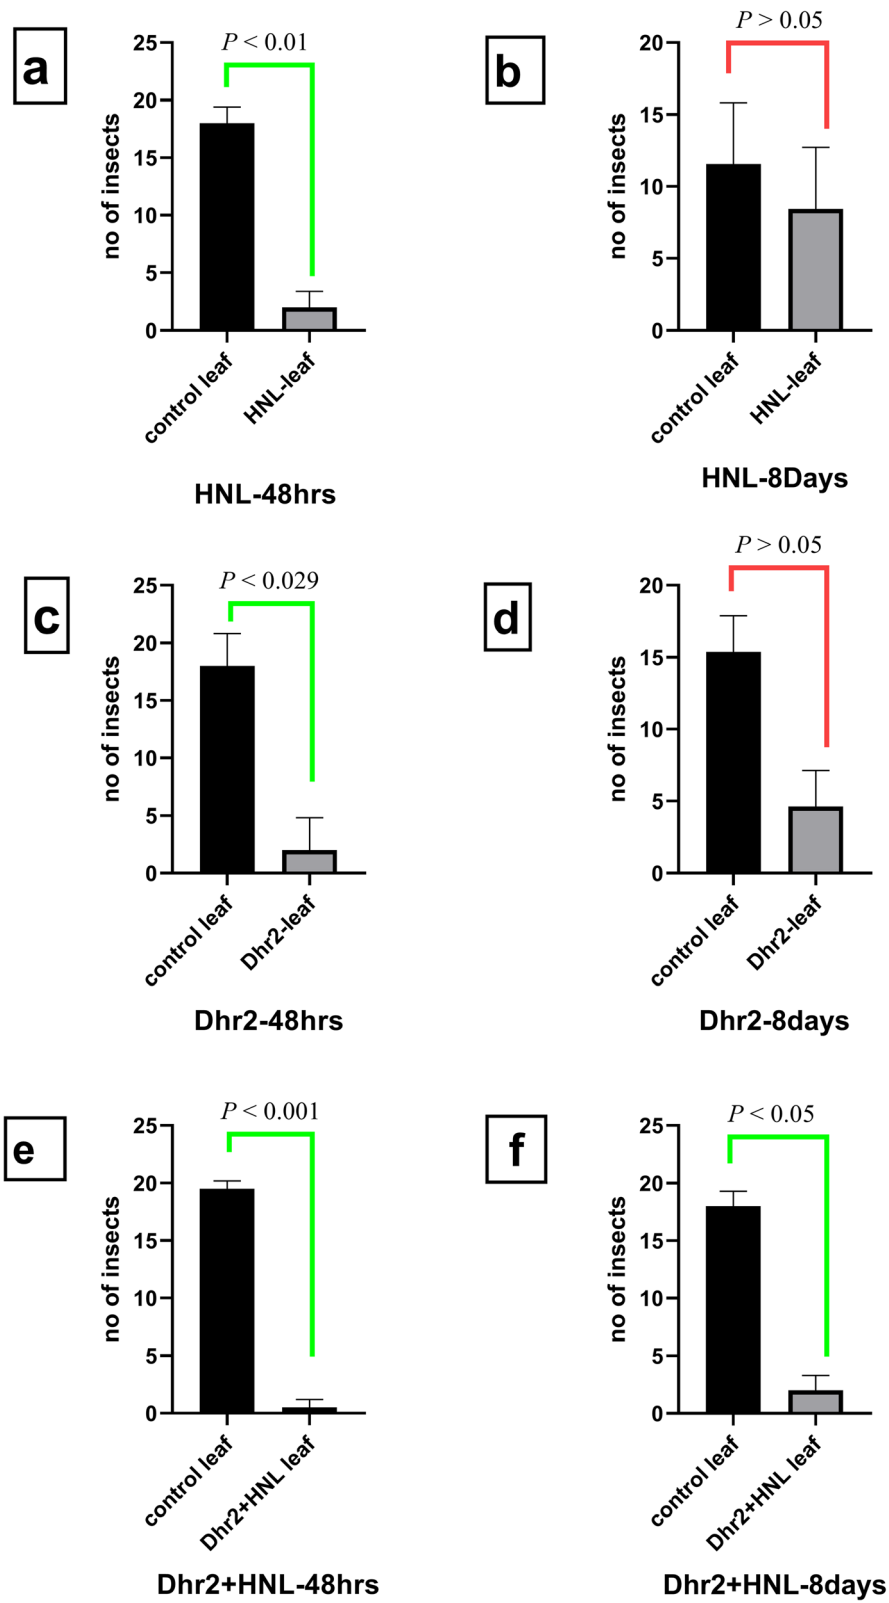 a
P < 0.01
no of insects
25
20
15
10
5
0
control leaf
HNL-leaf
HNL-48hrs
b
P > 0.05
no of insects
20
15
10
5
0
control leaf
HNL-leaf
HNL-8Days
c
P < 0.029
no of insects
25
20
15
10
5
0
control leaf
Dhr2-leaf
Dhr2-48hrs
d
P > 0.05
no of insects
20
15
10
5
0
control leaf
Dhr2-leaf
Dhr2-8days
e
P < 0.001
no of insects
25
20
15
10
5
0
control leaf
Dhr2+HNL leaf
Dhr2+HNL-48hrs
f
P < 0.05
no of insects
25
20
15
10
5
0
control leaf
Dhr2+HNL leaf
Dhr2+HNL-8days